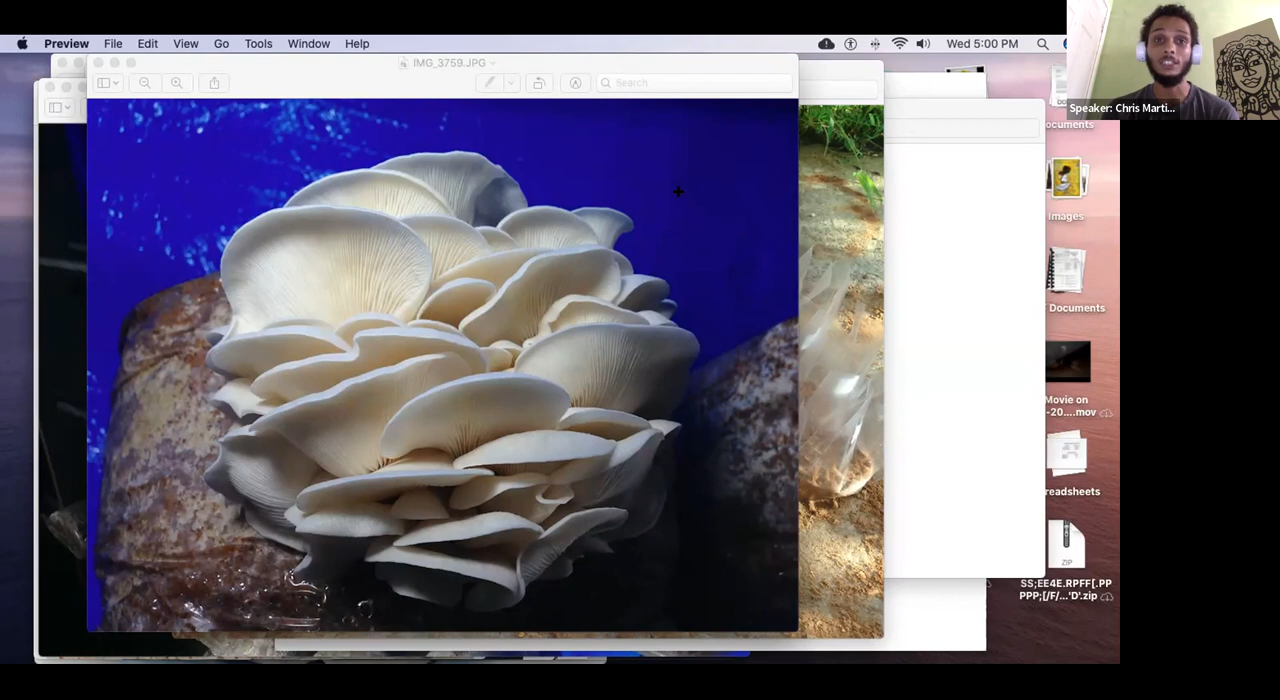 Preview File Edit View Go Tools Window Help Wed 5:00 PM
Speaker: Chris Marti...
IMG_3759.JPG
Search
ocuments
Images
Documents
Movie on
-20....mov
readsheets
ZIP
SS;EE4E.RPFF[.PP
PPP;[/F/...'D'.zip